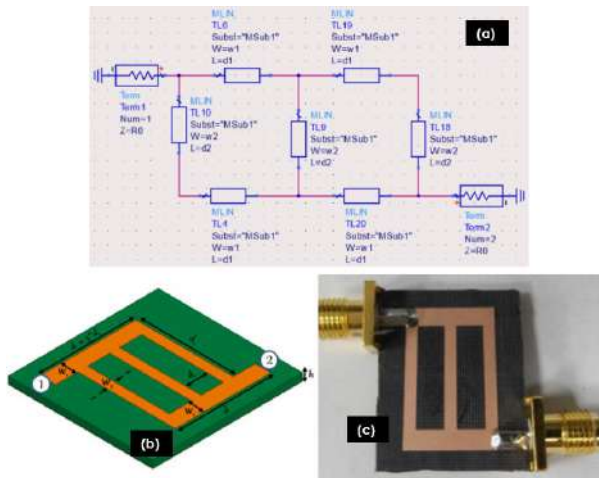 MLIN
TL6
Subst="MSub1"
W=w1
L=d1
MLIN
TL19
Subst="MSub1"
W=w1
L=d1
(a)
Term
Term1
Num=1
Z=R0
MLIN
TL10
Subst="MSub1"
W=w2
L=d2
MLIN
TL9
Subst="MSub1"
W=w2
L=d2
MLIN
TL18
Subst="MSub1"
W=w2
L=d2
MLIN
TL4
Subst="MSub1"
W=w1
L=d1
MLIN
TL20
Subst="MSub1"
W=w1
L=d1
Term
Term2
Num=2
Z=R0
1
2
h
(b)
(c)